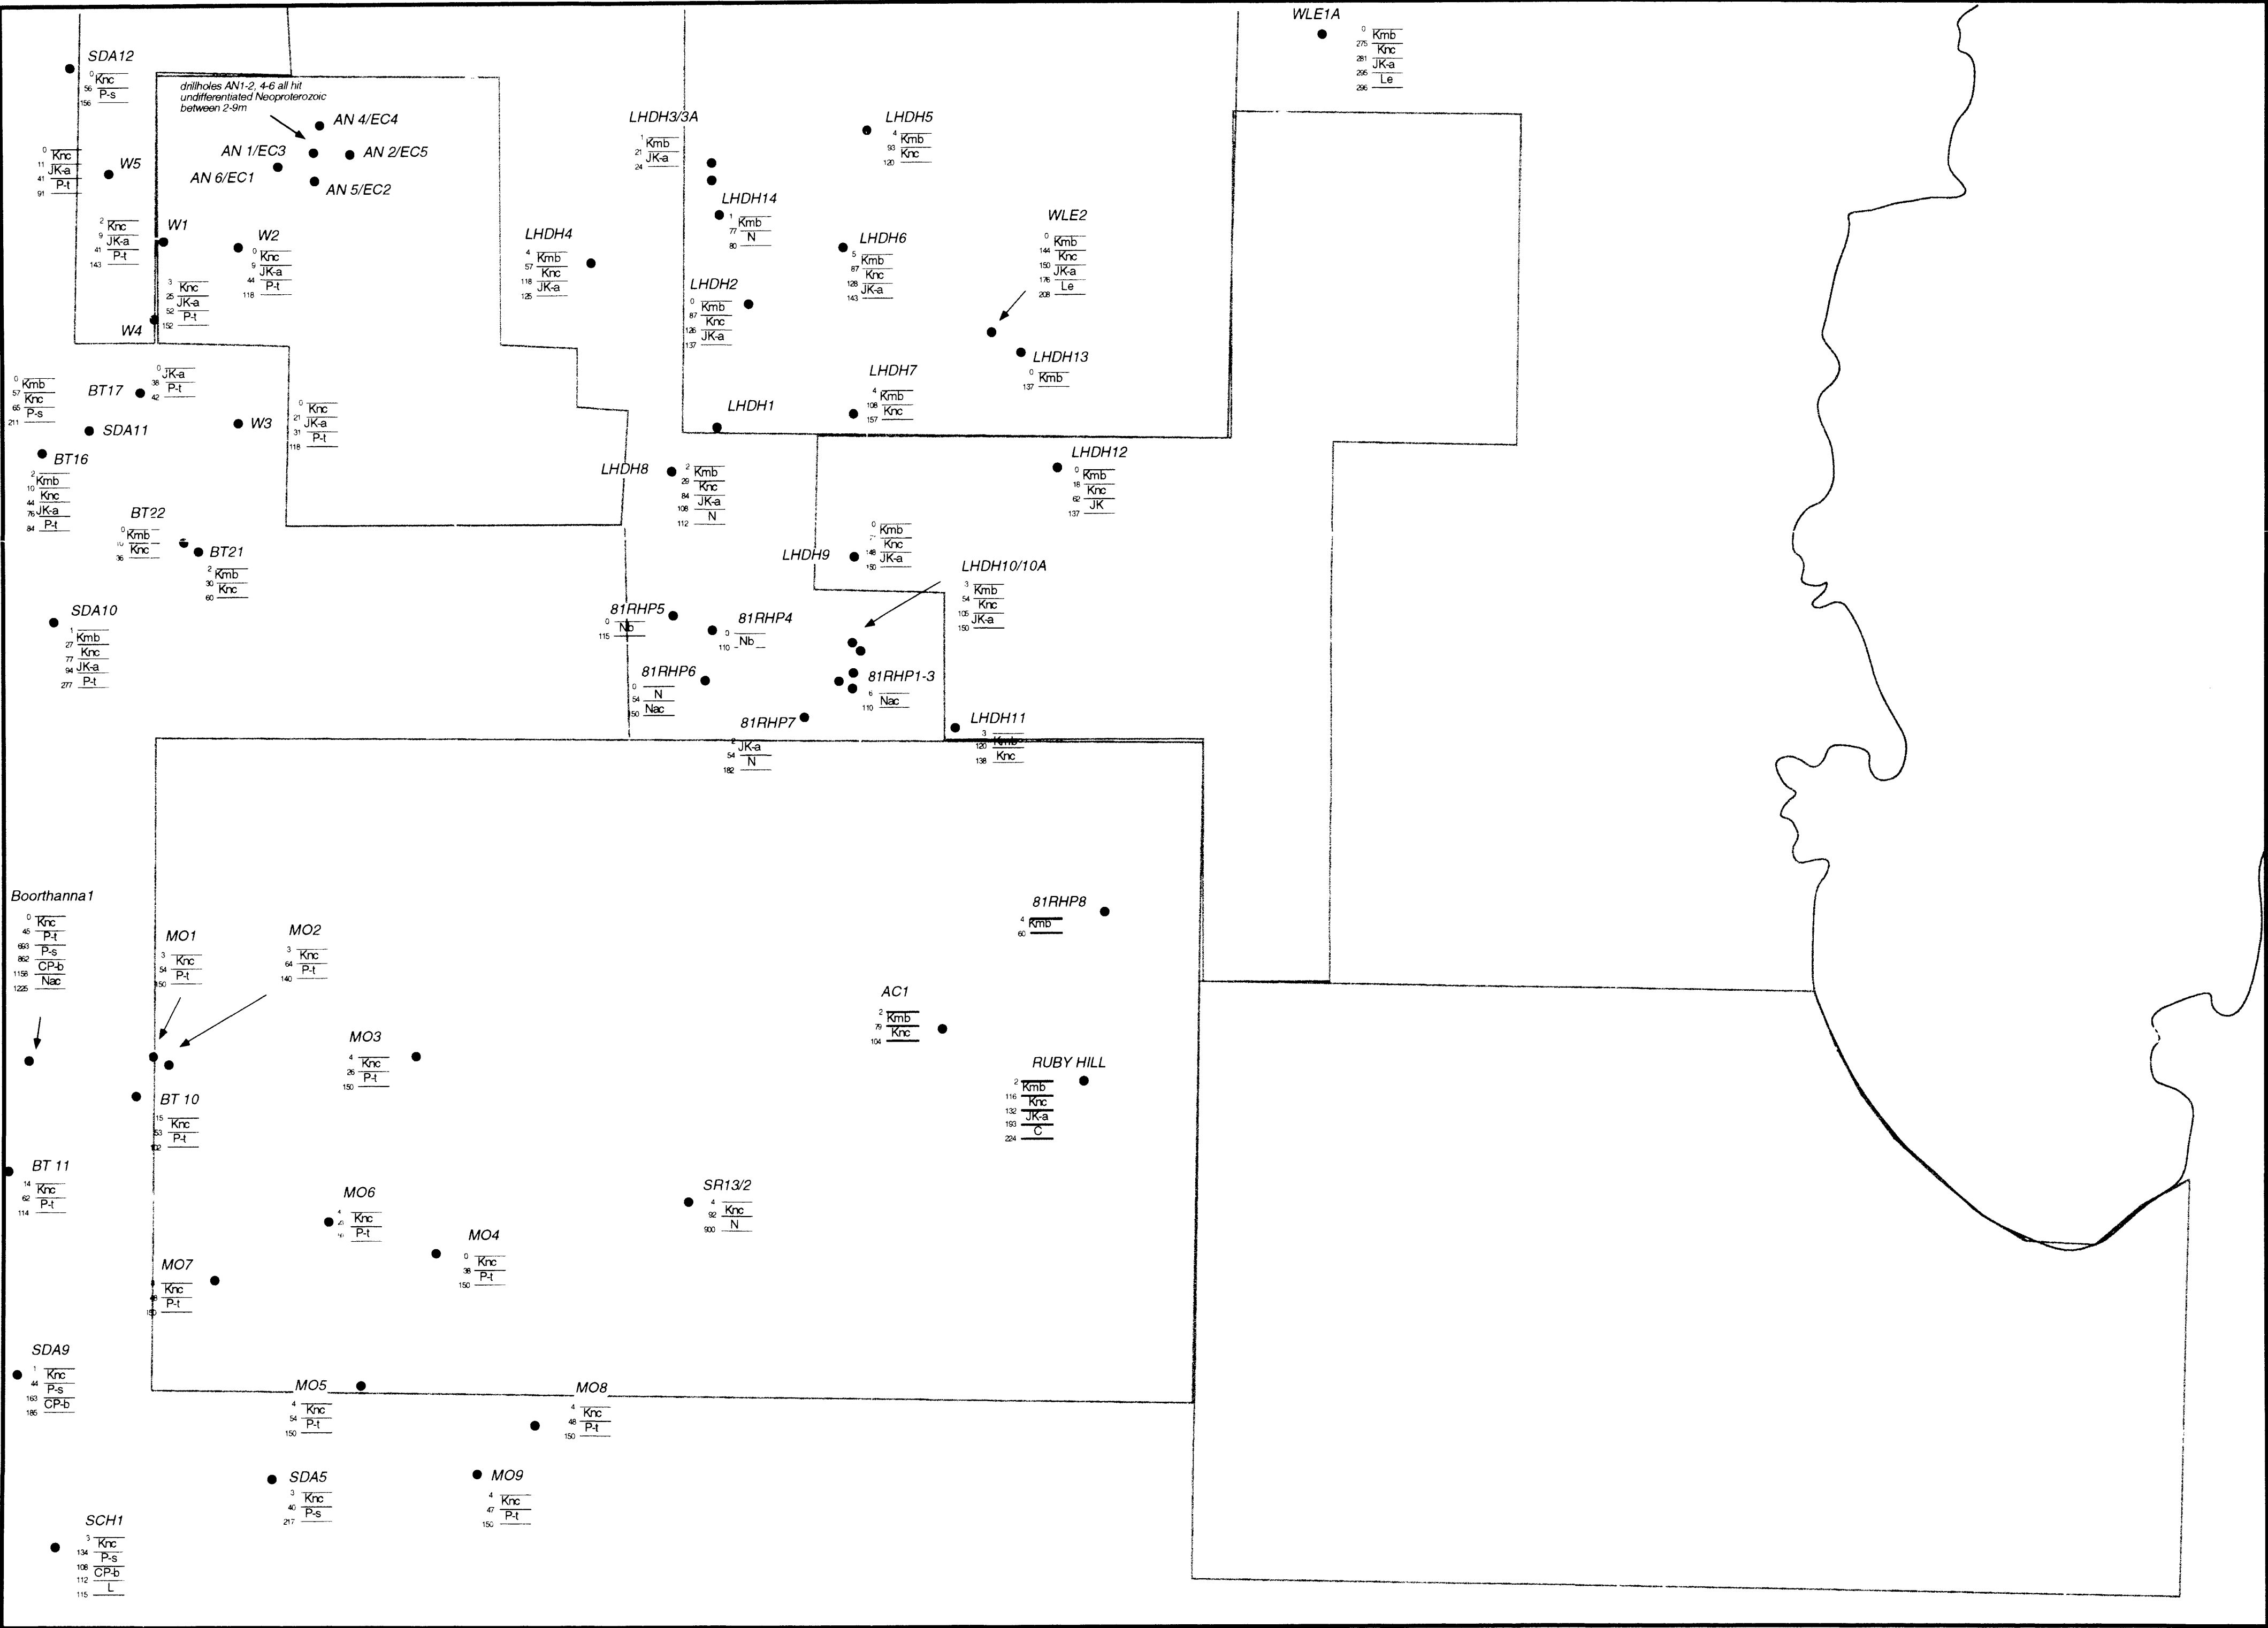 WLE1A
0
Kmb
275
Knc
281
JK-a
295
Le
296
SDA12
0
Knc
56
P-s
156
drillholes AN1-2, 4-6 all hit
undifferentiated Neoproterozoic
between 2-9m
AN 4/EC4
AN 1/EC3
AN 2/EC5
AN 6/EC1
AN 5/EC2
LHDH3/3A
1
Kmb
21
JK-a
24
LHDH5
4
Kmb
93
Knc
120
0
Knc
11
JK-a
41
P-t
91
W5
LHDH14
1
Kmb
77
N
80
2
Knc
9
JK-a
41
P-t
143
W1
W2
0
Knc
9
JK-a
44
P-t
118
LHDH4
4
Kmb
57
Knc
118
JK-a
125
LHDH6
5
Kmb
87
Knc
128
JK-a
143
WLE2
0
Kmb
144
Knc
150
JK-a
176
Le
208
W4
3
Knc
25
JK-a
52
P-t
152
LHDH2
0
Kmb
87
Knc
126
JK-a
137
LHDH13
0
Kmb
137
0
Kmb
57
Knc
65
P-s
211
SDA11
BT17
0
JK-a
38
P-t
42
W3
0
Knc
21
JK-a
31
P-t
118
LHDH1
LHDH7
4
Kmb
108
Knc
157
BT16
2
Kmb
10
Knc
44
JK-a
76
P-t
84
LHDH8
2
Kmb
29
Knc
84
JK-a
108
N
112
LHDH12
0
Kmb
18
Knc
62
JK
137
BT22
0
Kmb
Knc
36
BT21
2
Kmb
30
Knc
60
LHDH9
0
Kmb
Knc
148
JK-a
150
LHDH10/10A
3
Kmb
54
Knc
105
JK-a
150
SDA10
1
Kmb
27
Knc
77
JK-a
94
P-t
277
81RHP5
0
Nb
115
81RHP4
0
Nb
110
81RHP6
0
N
54
Nac
150
81RHP1-3
6
Nac
110
81RHP7
2
JK-a
54
N
182
LHDH11
3
Kmb
120
Knc
138
Boorthanna1
0
Knc
45
P-t
693
P-s
862
CP-b
1158
Nac
1225
MO1
3
Knc
54
P-t
150
MO2
3
Knc
64
P-t
140
81RHP8
4
Kmb
60
AC1
2
Kmb
79
Knc
104
MO3
4
Knc
26
P-t
150
RUBY HILL
2
Kmb
116
Knc
132
JK-a
193
C
224
BT 10
15
Knc
53
P-t
BT 11
14
Knc
62
P-t
114
MO6
4
Knc
P-t
SR13/2
4
Knc
92
N
900
MO4
0
Knc
38
P-t
150
MO7
Knc
P-t
150
SDA9
1
Knc
44
P-s
163
CP-b
185
MO5
4
Knc
54
P-t
150
MO8
4
Knc
48
P-t
150
SDA5
3
Knc
40
P-s
217
MO9
4
Knc
47
P-t
150
SCH1
3
Knc
134
P-s
108
CP-b
112
L
115